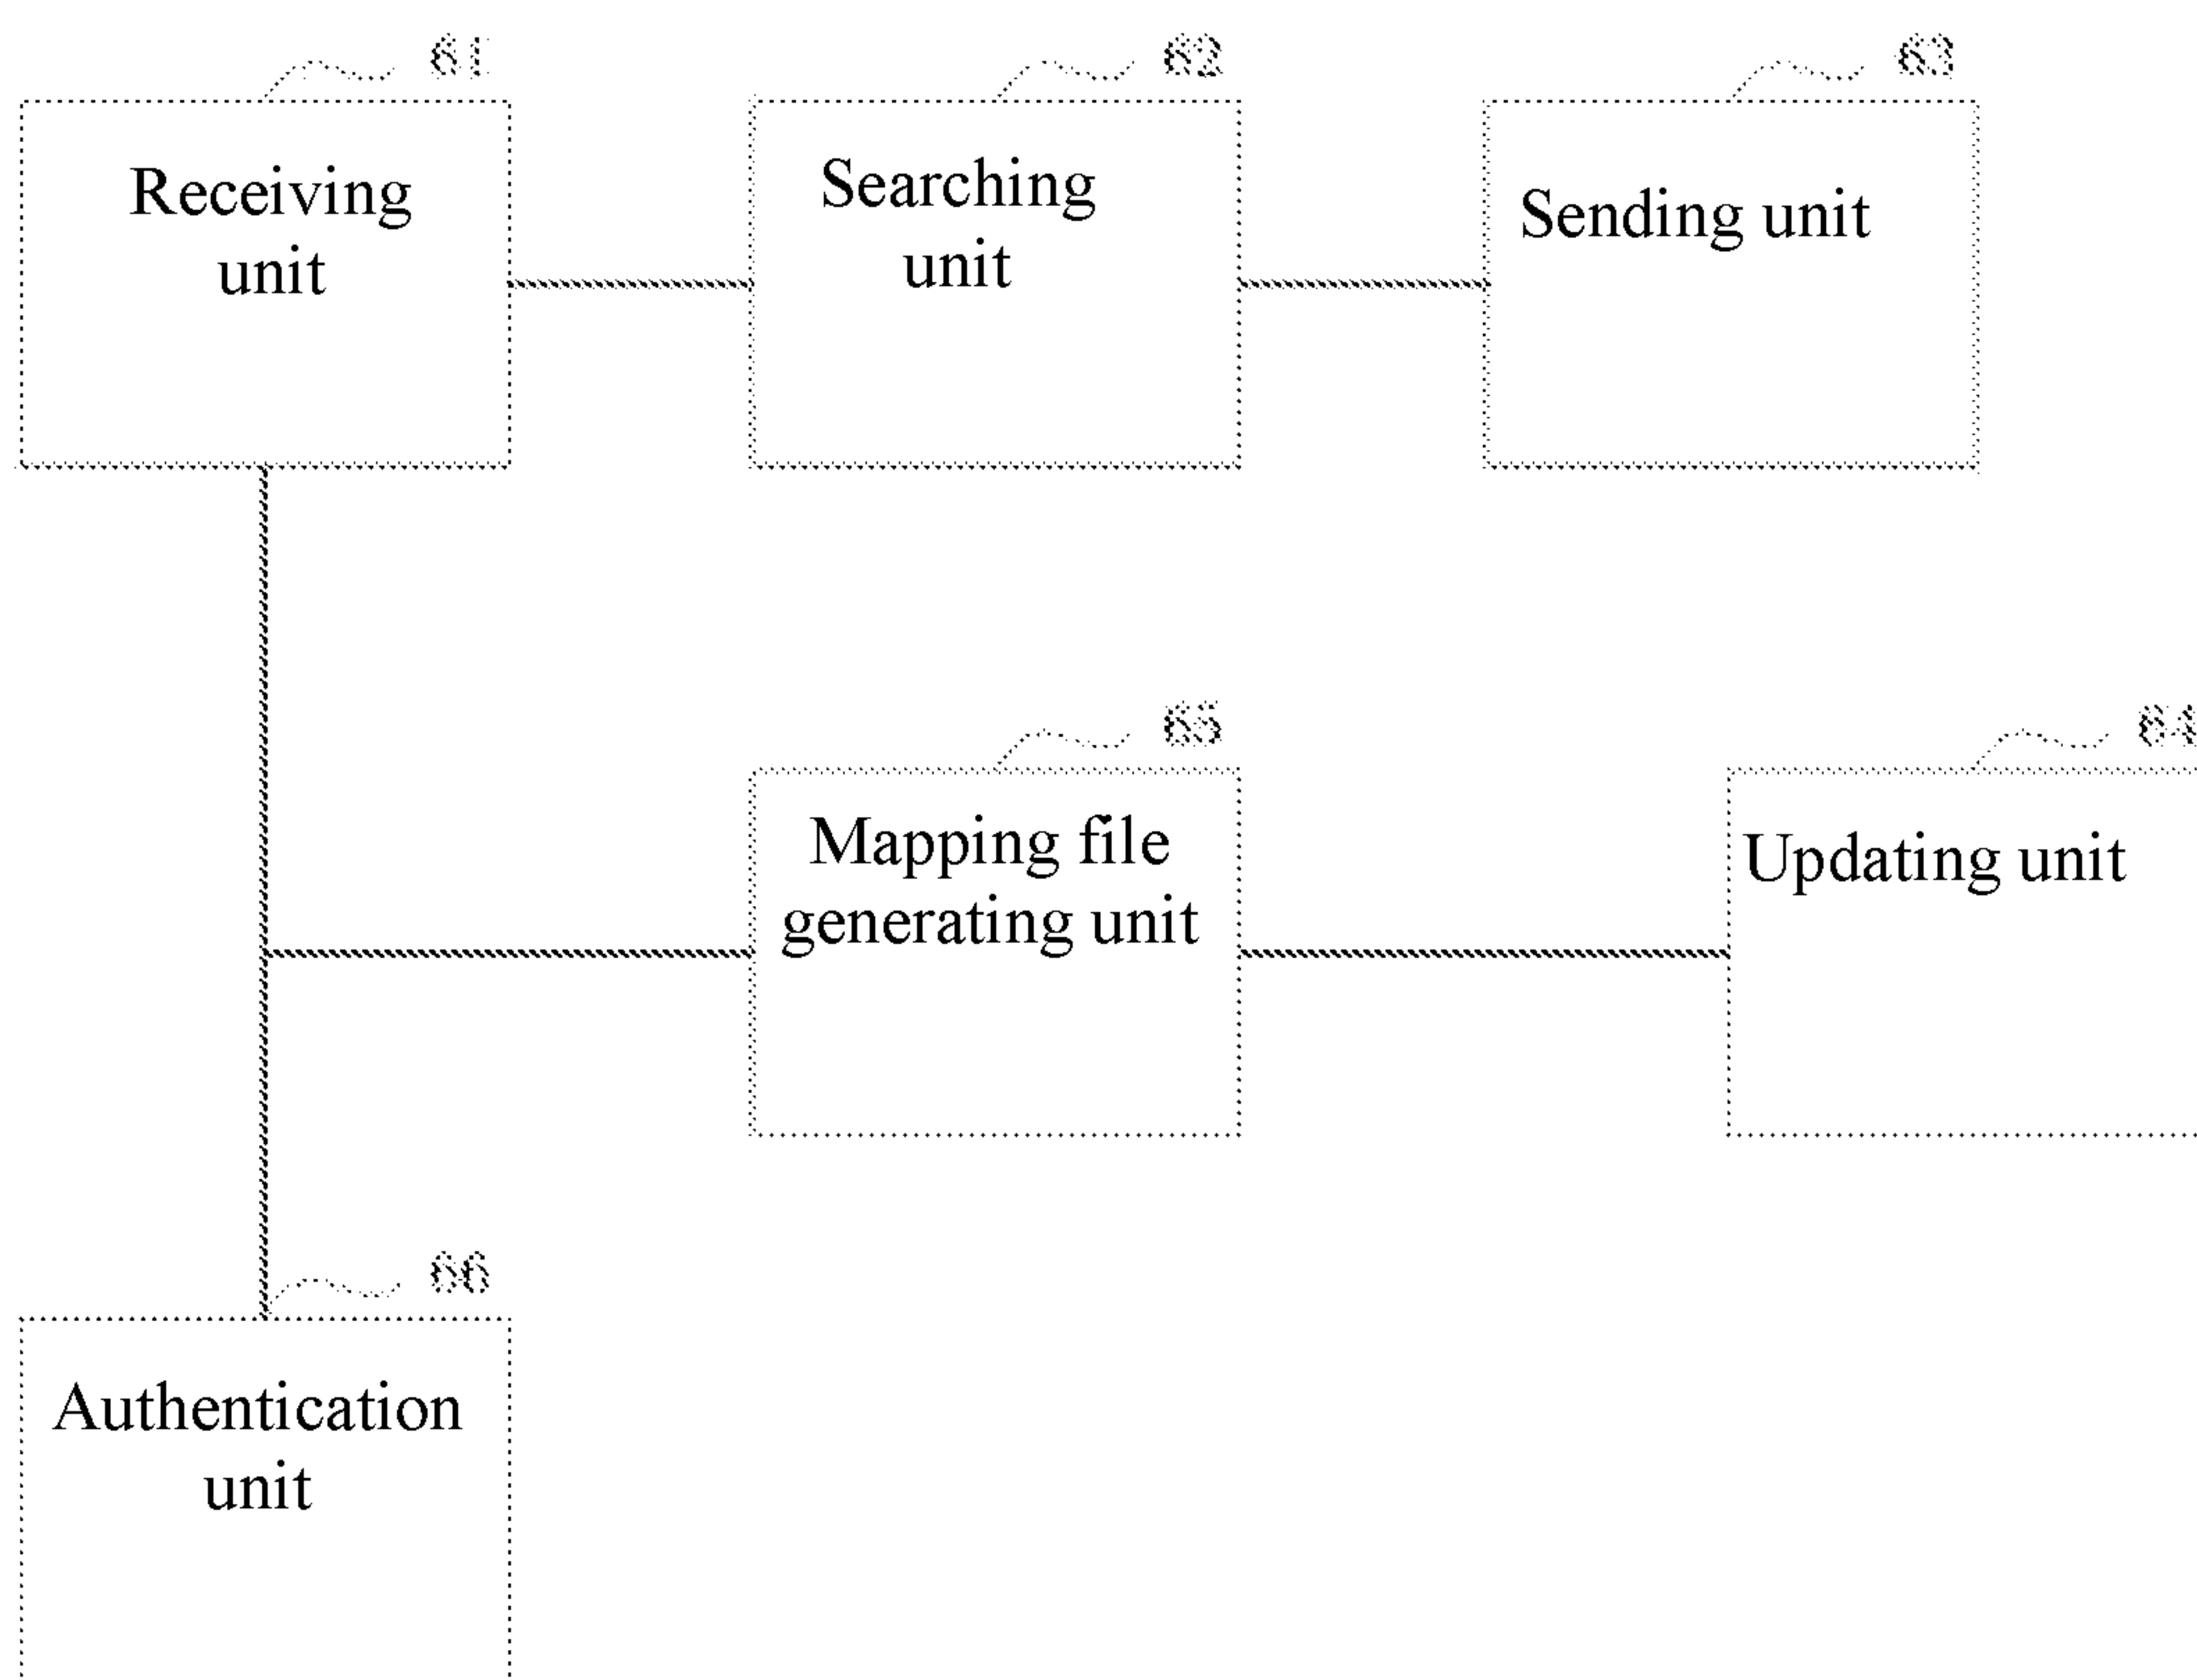 61
62
63
Receiving
unit
Searching
unit
Sending unit
65
64
Mapping file
generating unit
Updating unit
66
Authentication
unit